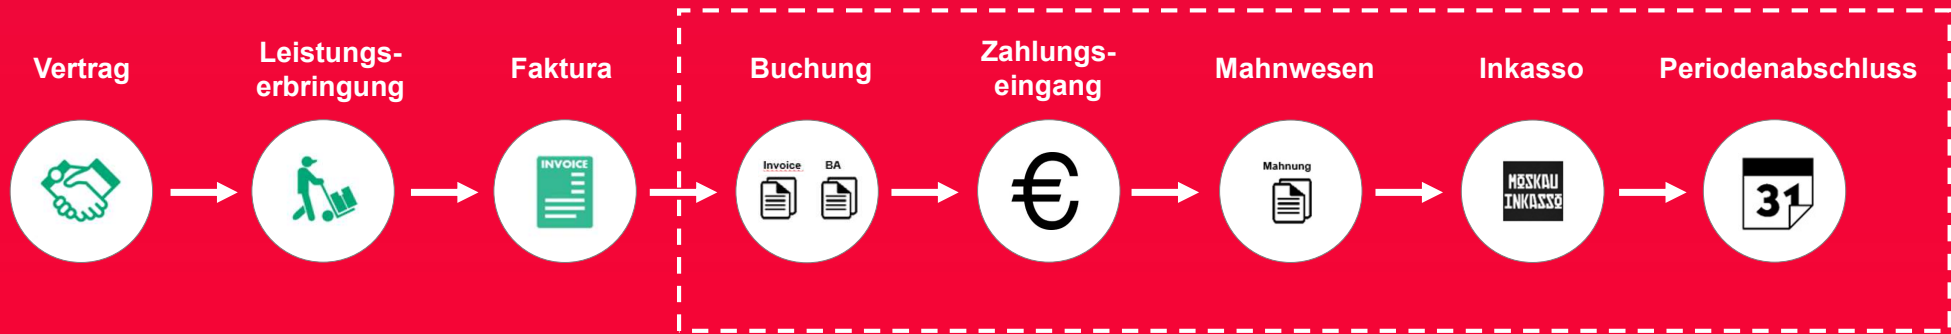 Vertrag
Leistungs-
erbringung
Faktura
Buchung
Zahlungs-
eingang
Mahnwesen
Inkasso
Periodenabschluss
INVOICE
Invoice BA
€
Mahnung
MOSKAU
INKASSO
31